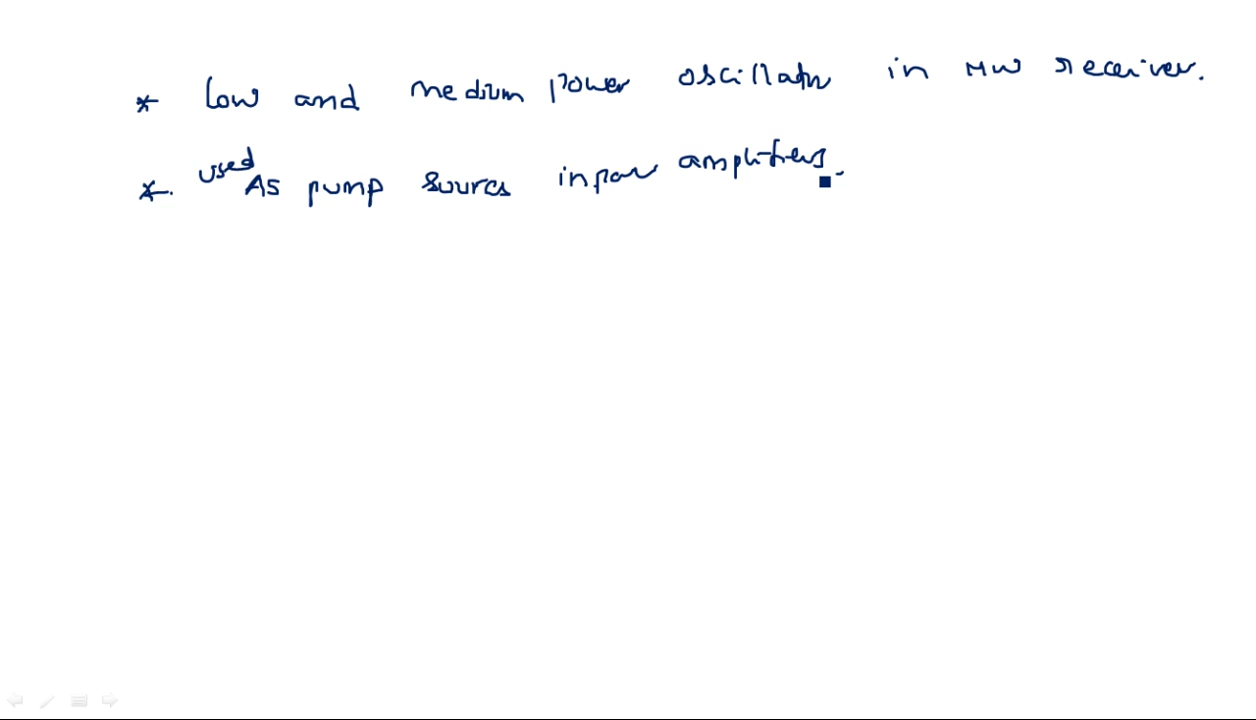 * Low and medium power oscillator in MW receiver.
* used As pump source in par amplifiers.